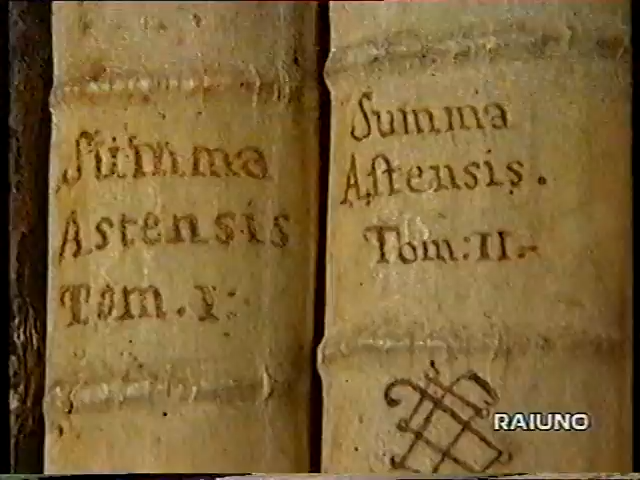 Summa
Astensis
Tom. I:
Summa
Aſtensis.
Tom: II.-
RAIUNO